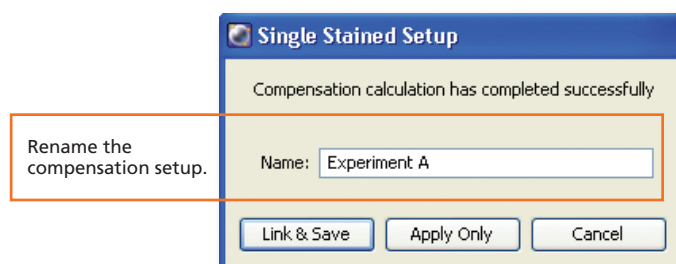 Single Stained Setup
Compensation calculation has completed successfully
Rename the
compensation setup.
Name: Experiment A
Link & Save Apply Only Cancel